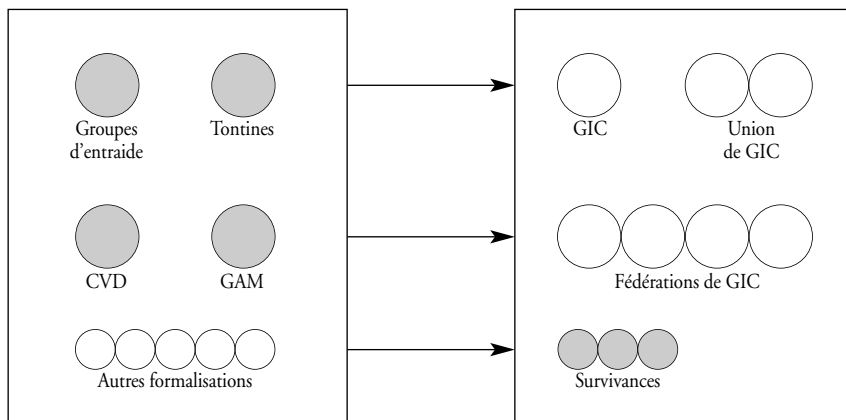 Groupes
d'entraide
Tontines
GIC
Union
de GIC
CVD
GAM
Fédérations de GIC
Autres formalisations
Survivances